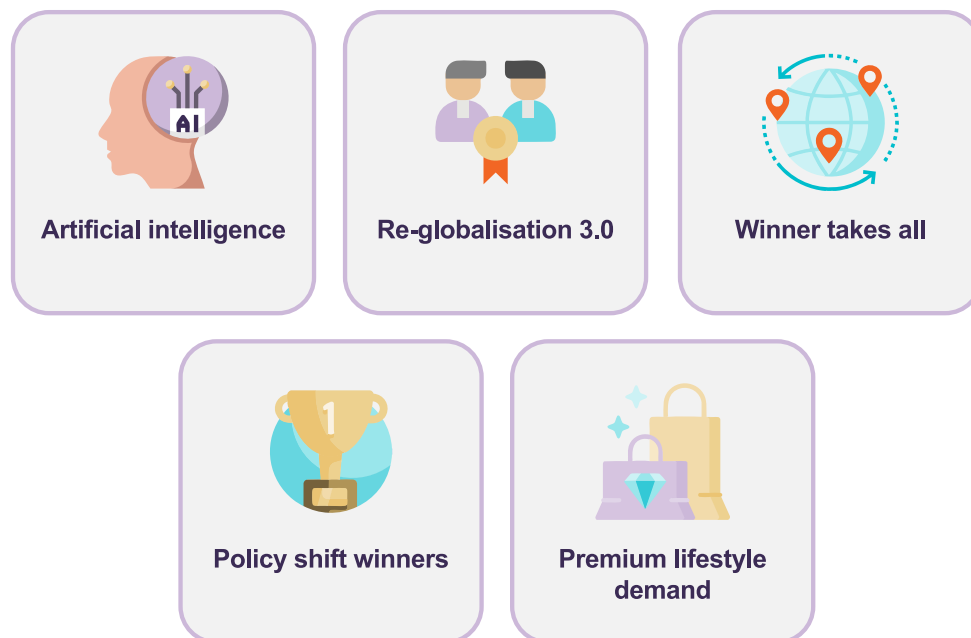 AI
Artificial intelligence
Re-globalisation 3.0
Winner takes all
1
Policy shift winners
Premium lifestyle
demand